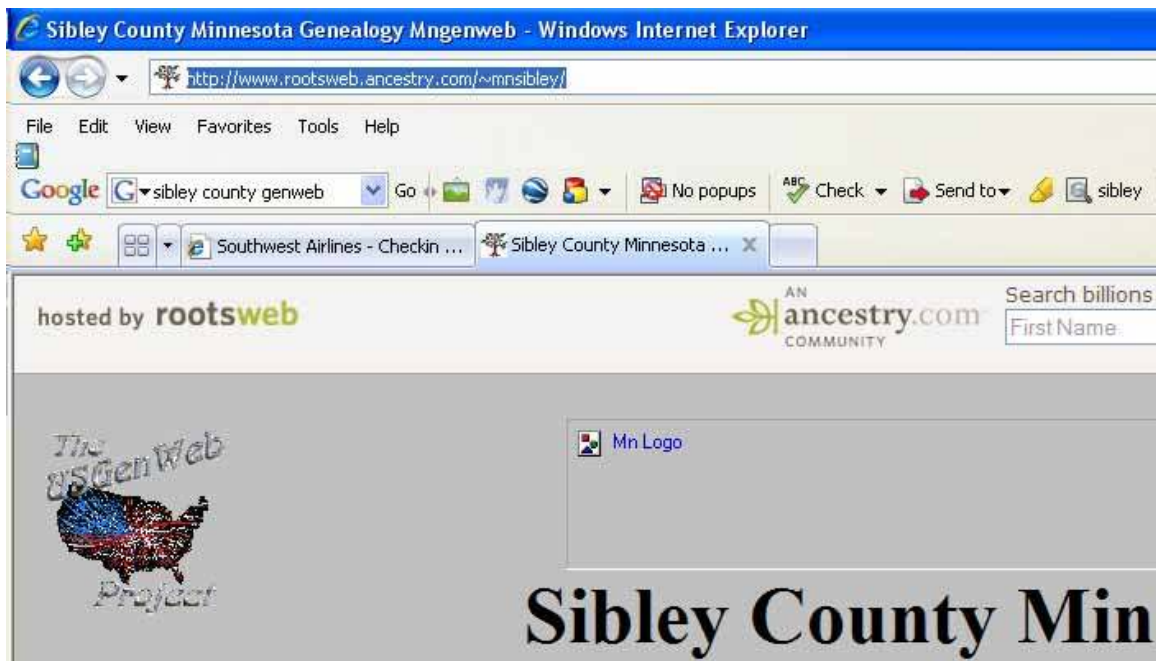 Sibley County Minnesota Genealogy Mngenweb - Windows Internet Explorer
http://www.rootsweb.ancestry.com/~mnsibley/
File Edit View Favorites Tools Help
Google G sibley county genweb Go No popups ABC Check Send to sibley
Southwest Airlines - Checkin ... Sibley County Minnesota ... X
hosted by rootsweb
AN
ancestry.com
COMMUNITY
Search billions
First Name
The
USGenWeb
Project
Mn Logo
Sibley County Min